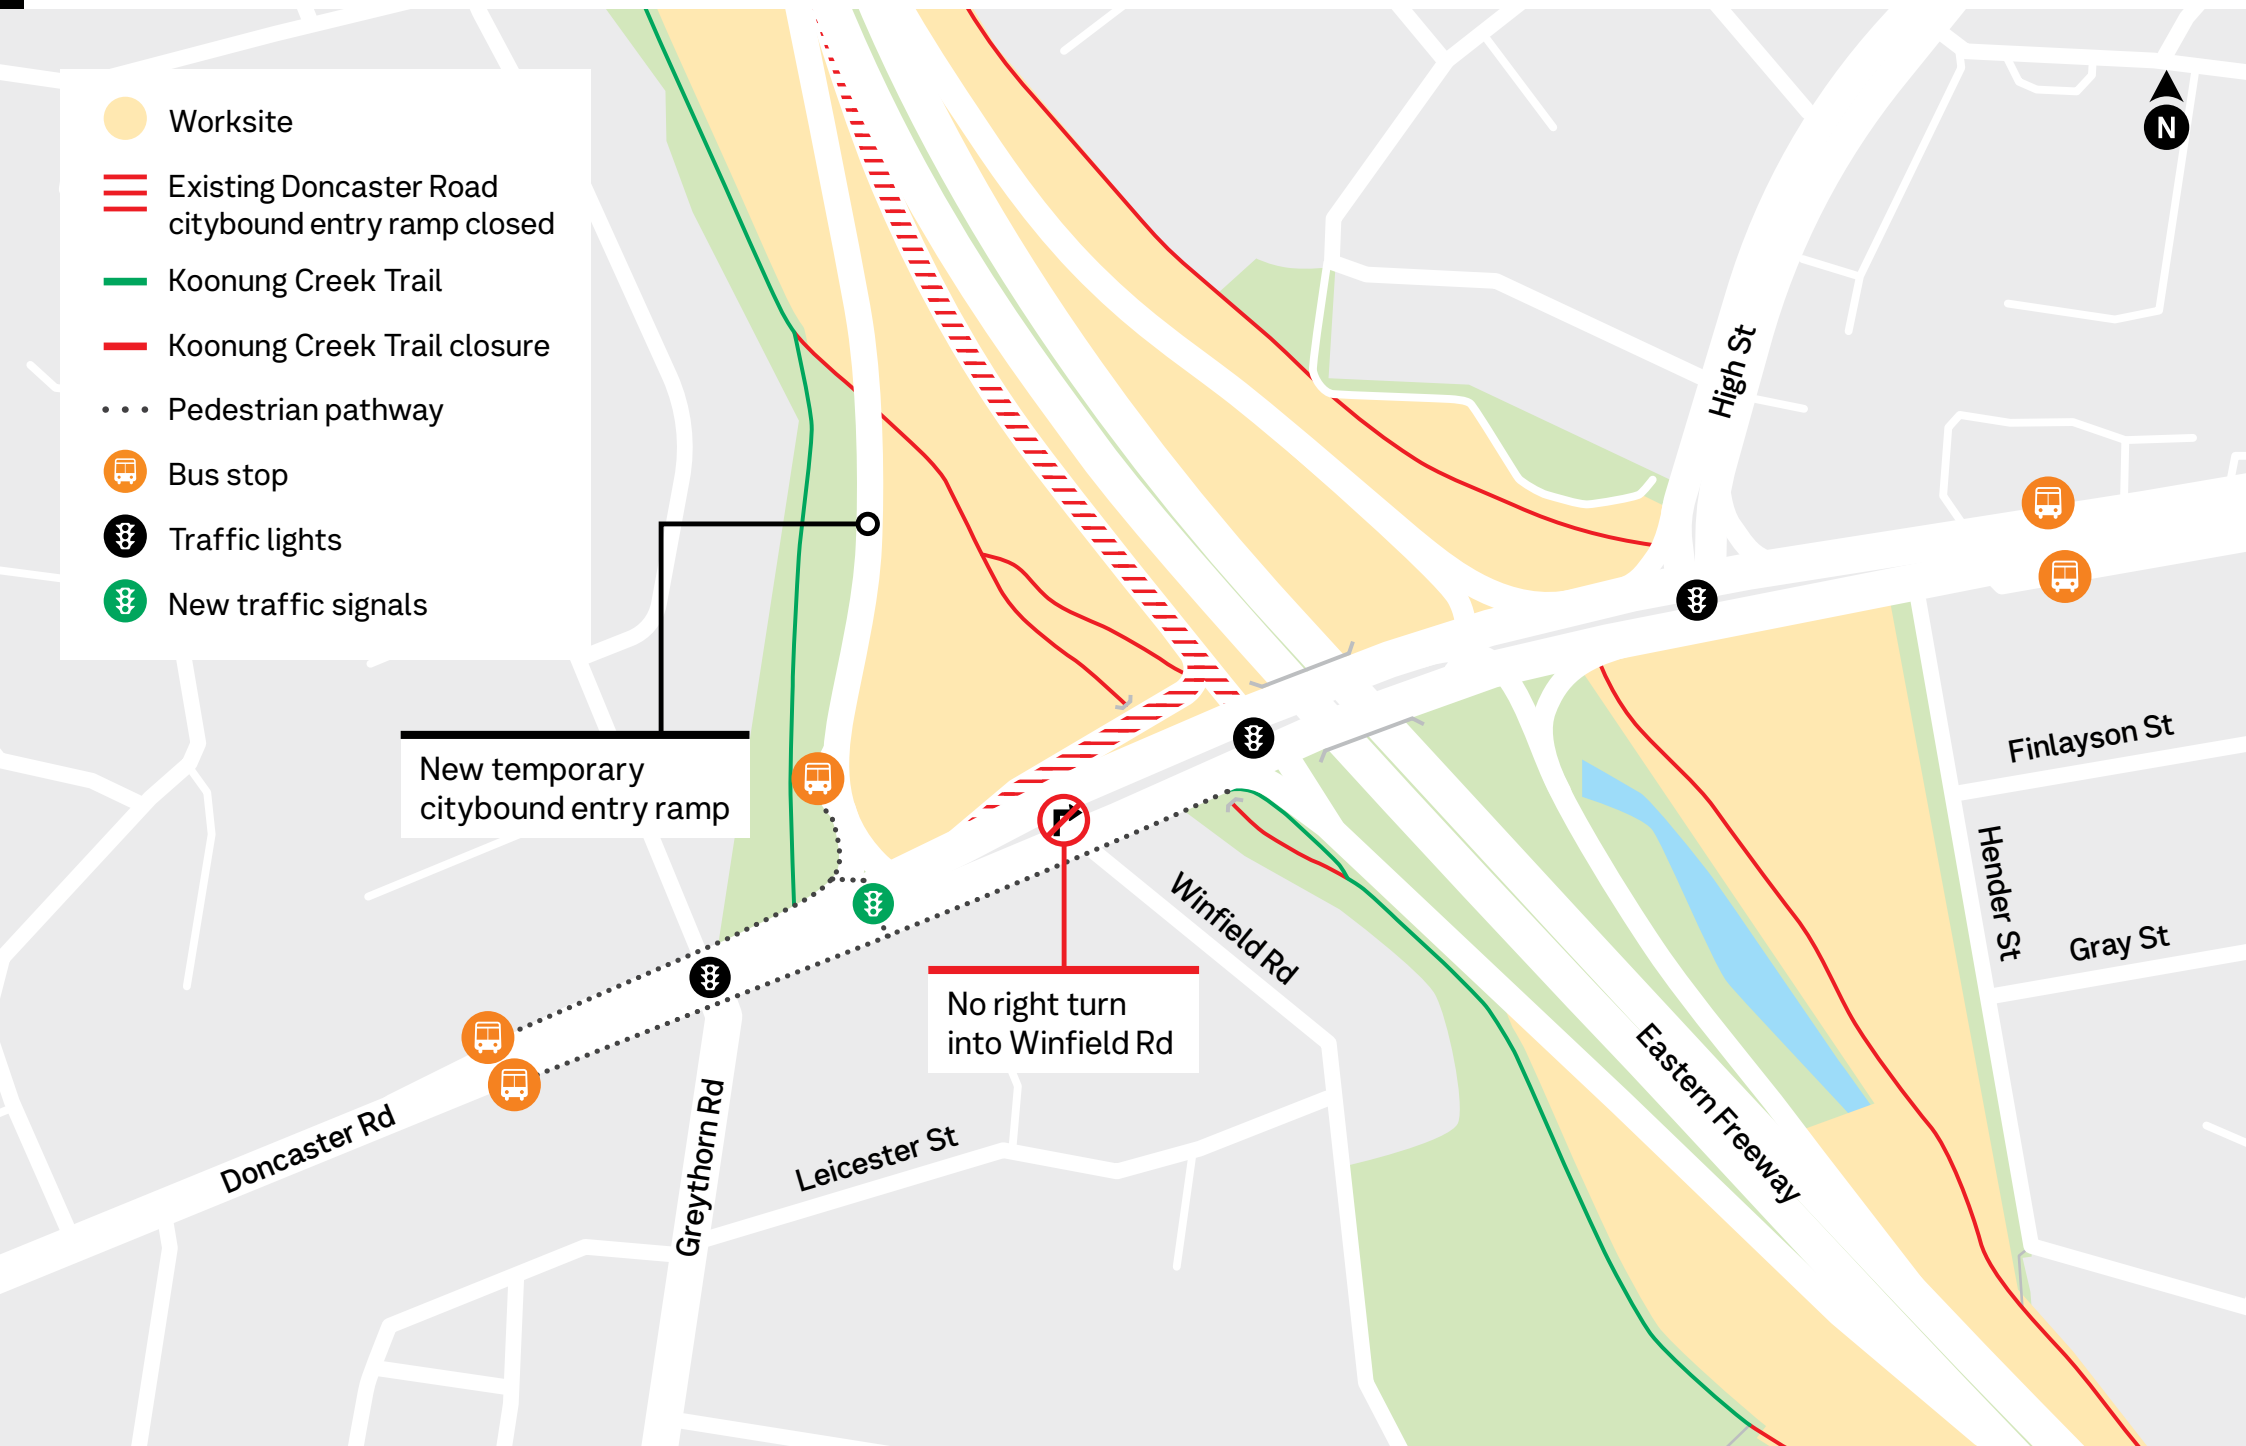 Worksite
Existing Doncaster Road
citybound entry ramp closed
Koonung Creek Trail
Koonung Creek Trail closure
Pedestrian pathway
Bus stop
Traffic lights
New traffic signals
N
High St
New temporary
citybound entry ramp
Finlayson St
Hender St
Gray St
Winfield Rd
No right turn
into Winfield Rd
Eastern Freeway
Doncaster Rd
Greythorn Rd
Leicester St